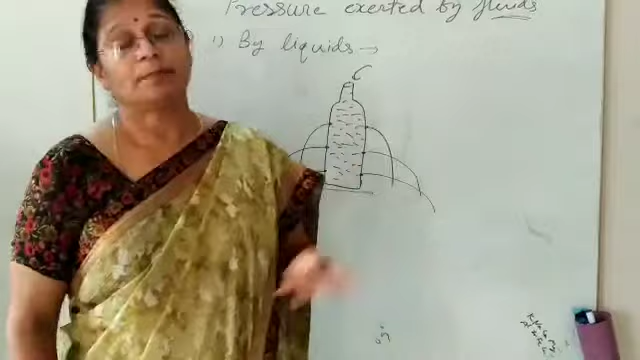 Pressure exerted by fluids
1) By liquids →